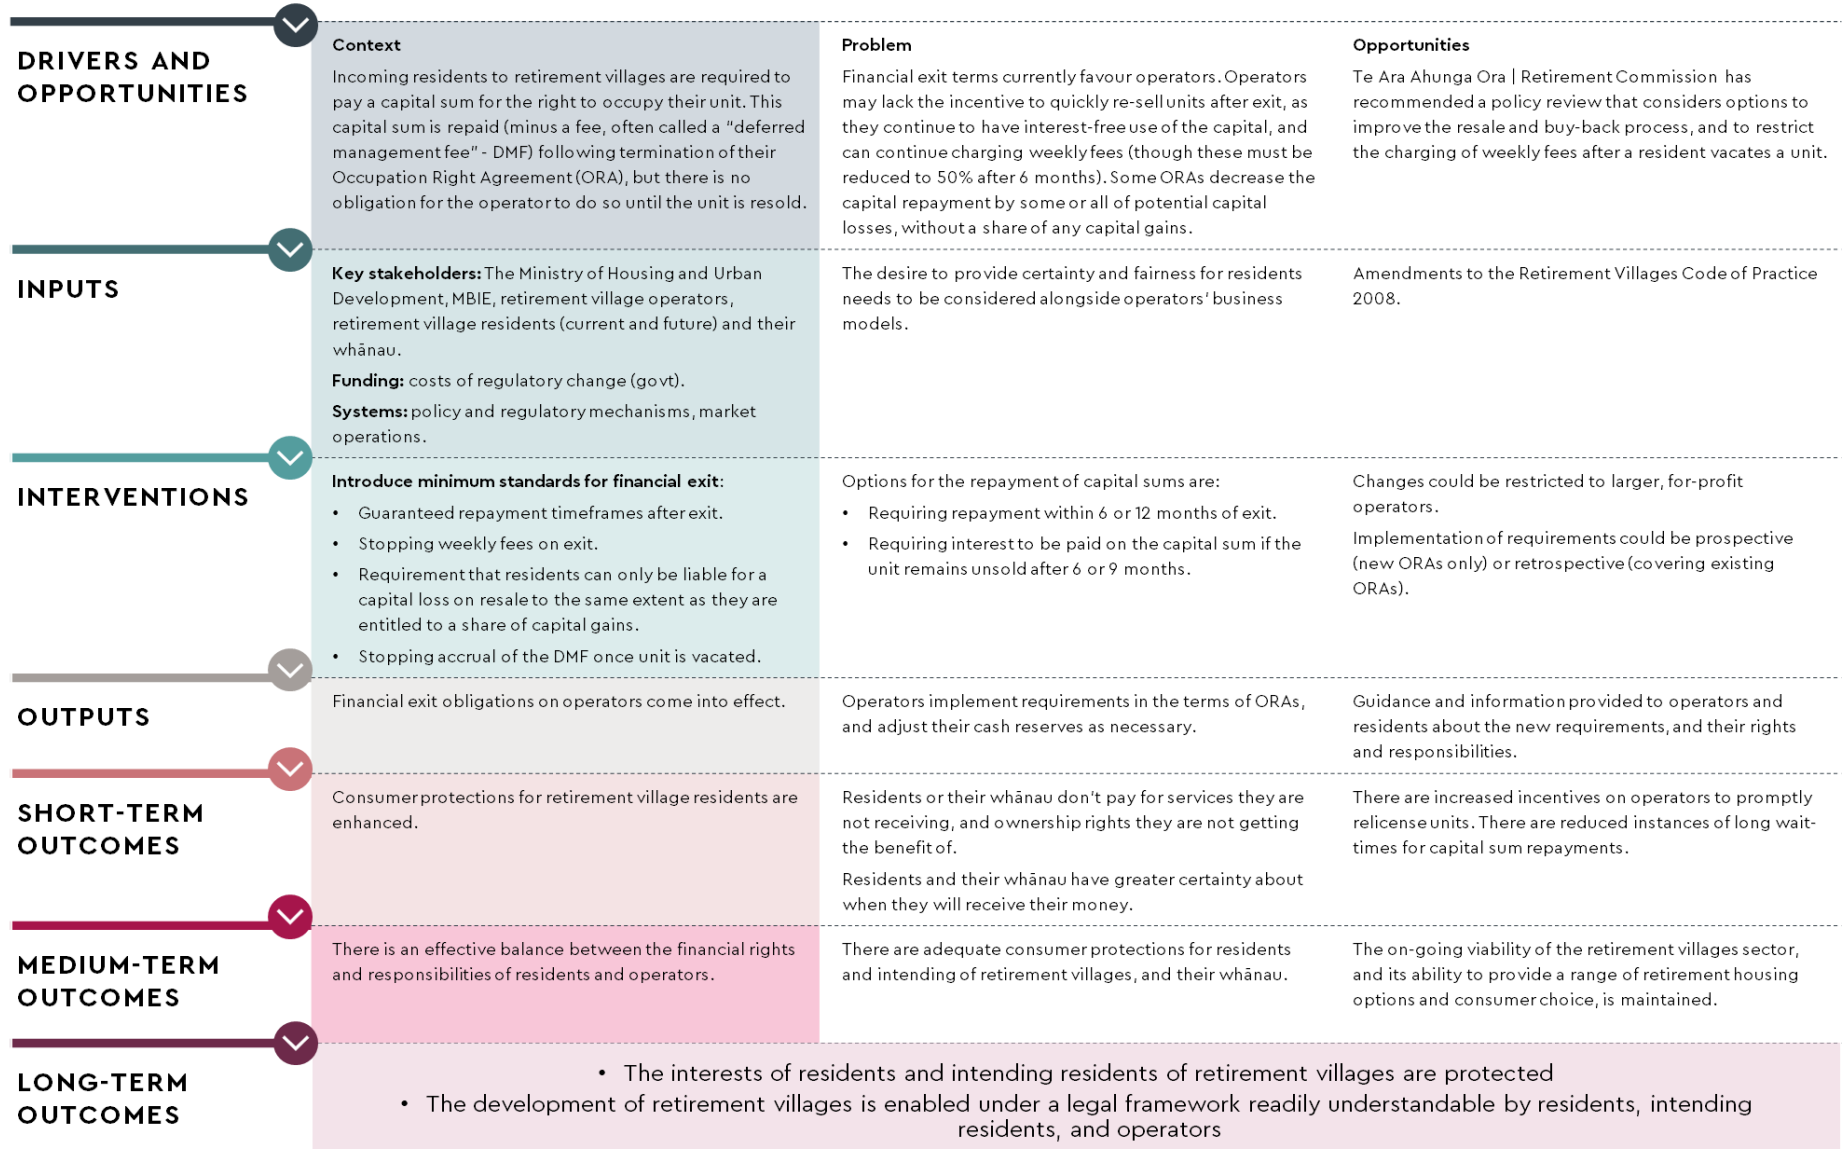 DRIVERS AND
OPPORTUNITIES
Context
Incoming residents to retirement villages are required to
pay a capital sum for the right to occupy their unit. This
capital sum is repaid (minus a fee, often called a “deferred
management fee” - DMF) following termination of their
Occupation Right Agreement (ORA), but there is no
obligation for the operator to do so until the unit is resold.
Problem
Financial exit terms currently favour operators. Operators
may lack the incentive to quickly re-sell units after exit, as
they continue to have interest-free use of the capital, and
can continue charging weekly fees (though these must be
reduced to 50% after 6 months). Some ORAs decrease the
capital repayment by some or all of potential capital
losses, without a share of any capital gains.
Opportunities
Te Ara Ahunga Ora | Retirement Commission has
recommended a policy review that considers options to
improve the resale and buy-back process, and to restrict
the charging of weekly fees after a resident vacates a unit.
INPUTS
Key stakeholders: The Ministry of Housing and Urban
Development, MBIE, retirement village operators,
retirement village residents (current and future) and their
whānau.
Funding: costs of regulatory change (govt).
Systems: policy and regulatory mechanisms, market
operations.
The desire to provide certainty and fairness for residents
needs to be considered alongside operators’ business
models.
Amendments to the Retirement Villages Code of Practice
2008.
INTERVENTIONS
Introduce minimum standards for financial exit:
• Guaranteed repayment timeframes after exit.
• Stopping weekly fees on exit.
• Requirement that residents can only be liable for a
capital loss on resale to the same extent as they are
entitled to a share of capital gains.
• Stopping accrual of the DMF once unit is vacated.
Options for the repayment of capital sums are:
• Requiring repayment within 6 or 12 months of exit.
• Requiring interest to be paid on the capital sum if the
unit remains unsold after 6 or 9 months.
Changes could be restricted to larger, for-profit
operators.
Implementation of requirements could be prospective
(new ORAs only) or retrospective (covering existing
ORAs).
OUTPUTS
Financial exit obligations on operators come into effect.
Operators implement requirements in the terms of ORAs,
and adjust their cash reserves as necessary.
Guidance and information provided to operators and
residents about the new requirements, and their rights
and responsibilities.
SHORT-TERM
OUTCOMES
Consumer protections for retirement village residents are
enhanced.
Residents or their whānau don’t pay for services they are
not receiving, and ownership rights they are not getting
the benefit of.
Residents and their whānau have greater certainty about
when they will receive their money.
There are increased incentives on operators to promptly
relicense units. There are reduced instances of long wait-
times for capital sum repayments.
MEDIUM-TERM
OUTCOMES
There is an effective balance between the financial rights
and responsibilities of residents and operators.
There are adequate consumer protections for residents
and intending of retirement villages, and their whānau.
The on-going viability of the retirement villages sector,
and its ability to provide a range of retirement housing
options and consumer choice, is maintained.
LONG-TERM
OUTCOMES
• The interests of residents and intending residents of retirement villages are protected
• The development of retirement villages is enabled under a legal framework readily understandable by residents, intending
residents, and operators